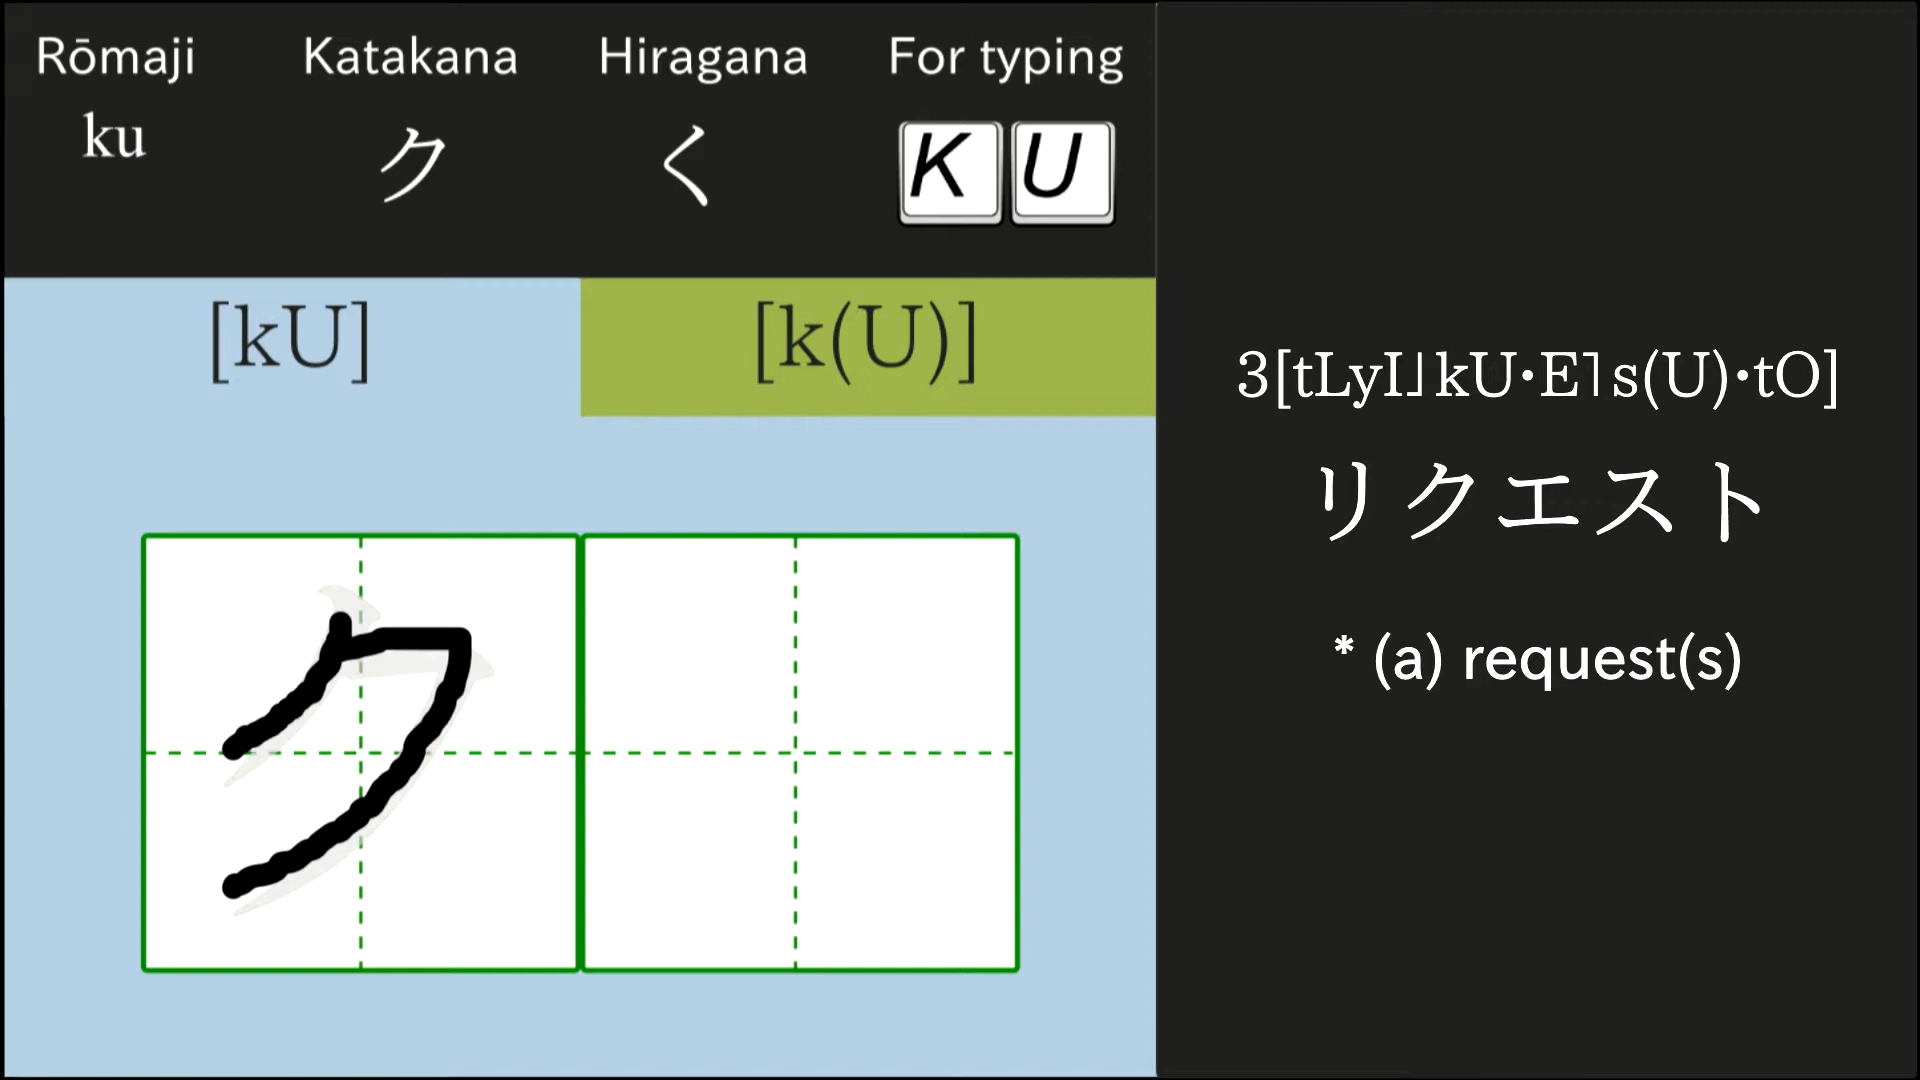 Rōmaji Katakana Hiragana For typing
ku ク く K U
[kU] [k(U)]
ク
3[tLyI˩kU·E˥s(U)·tO]
リクエスト
* (a) request(s)